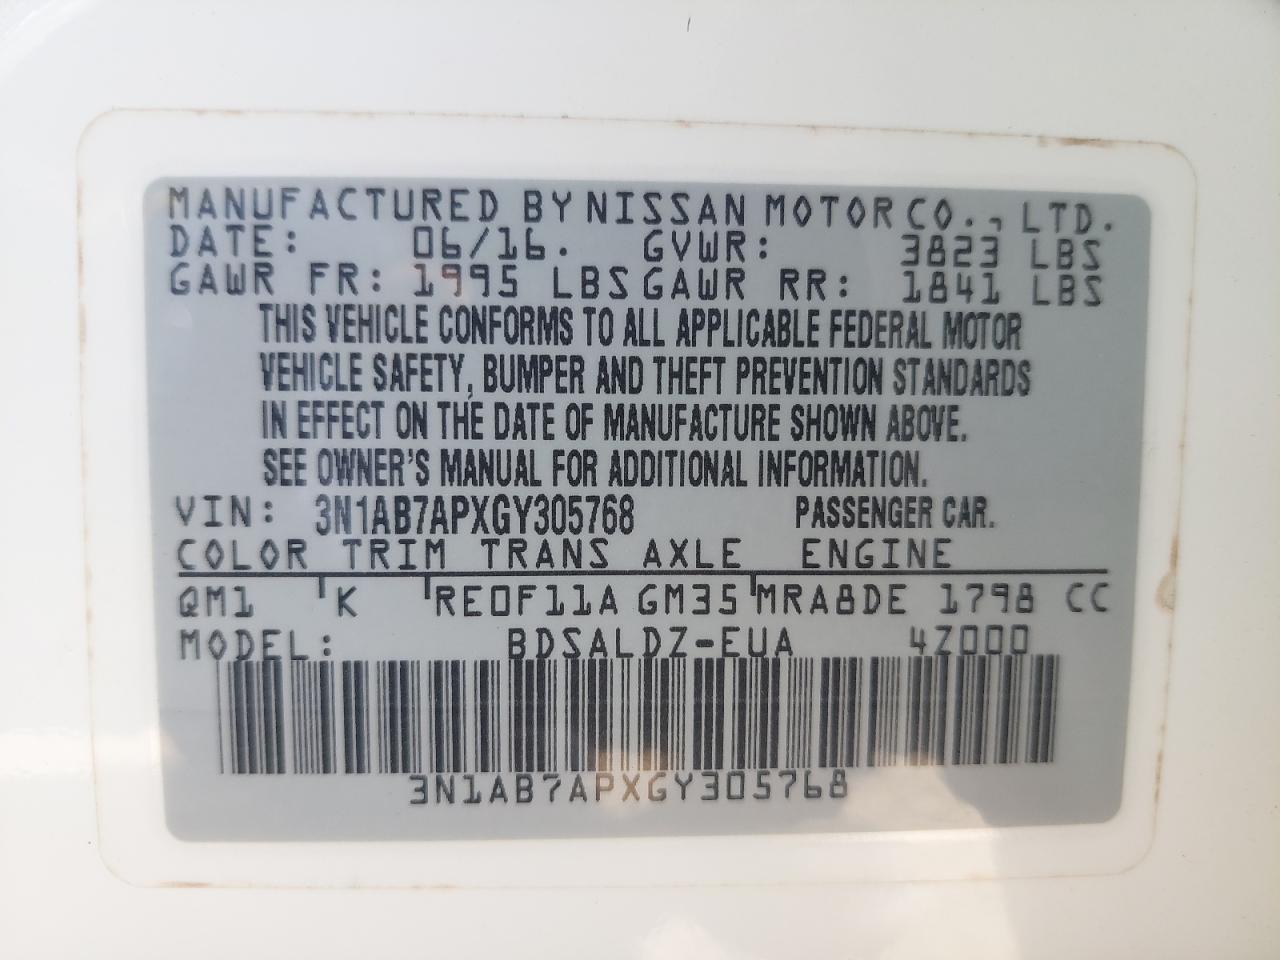 MANUFACTURED BY NISSAN MOTOR CO., LTD.
DATE: 06/16. GVWR: 3823 LBS
GAWR FR: 1995 LBS GAWR RR: 1841 LBS
THIS VEHICLE CONFORMS TO ALL APPLICABLE FEDERAL MOTOR
VEHICLE SAFETY, BUMPER AND THEFT PREVENTION STANDARDS
IN EFFECT ON THE DATE OF MANUFACTURE SHOWN ABOVE.
SEE OWNER'S MANUAL FOR ADDITIONAL INFORMATION.
VIN: 3N1AB7APXGY305768 PASSENGER CAR.
COLOR TRIM TRANS AXLE ENGINE
QM1 K RE0F11A GM35 MRA8DE 1798 CC
MODEL: BDSALDZ-EUA 4Z000
3N1AB7APXGY305768